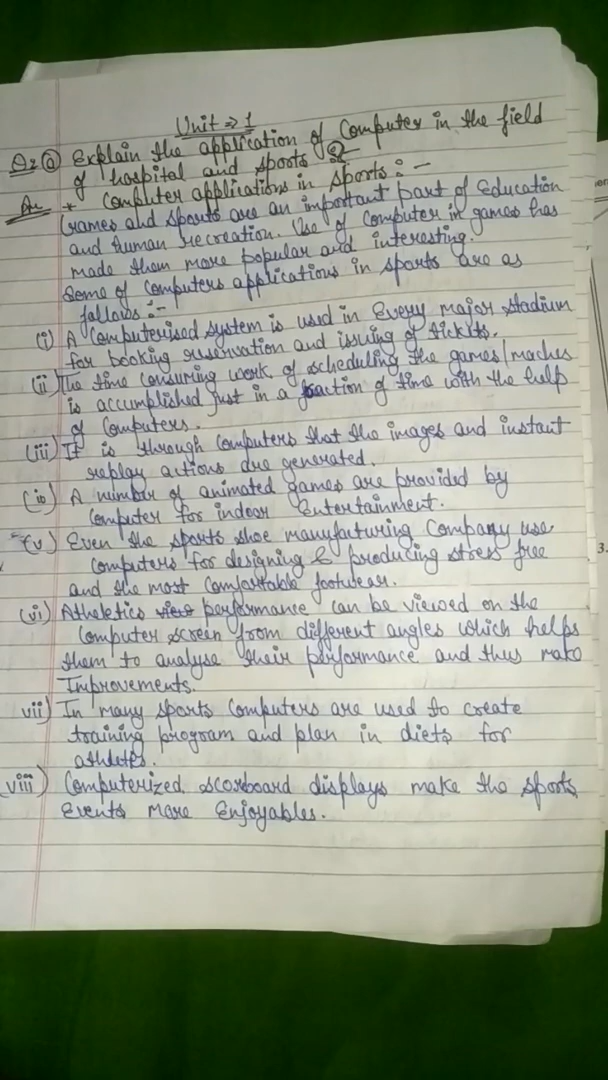 Unit ⇒ 1
Q2 (a) Explain the application of Computer in the field
of hospital and sports ?
Ans * Computer applications in Sports :-
Games and sports are an important part of Education
and human recreation. Use of Computer in games has
made them more popular and interesting.
Some of Computers applications in sports are as
follows :-
(i) A Computerised system is used in Every major stadium
for booking reservation and issuing of tickits.
(ii) The time consuming work of scheduling the games/maches
is accumplished just in a fraction of time with the help
of Computers.
(iii) It is through Computers that the images and instant
replay actions are generated.
(iv) A number of animated games are provided by
Computer for indoor Entertainment.
(v) Even the sports shoe manufacturing Company use
Computers for designing & producing stress free
and the most Comfortable footwear.
3.
(vi) Atheletics view performance can be viewed on the
Computer screen from different angles which helps
them to analyse their performance and thus make
Improvements.
vii) In many sports Computers are used to create
training program and plan in diets for
athletes.
viii) Computerized scorboard displays make the sports
Events more Enjoyables.